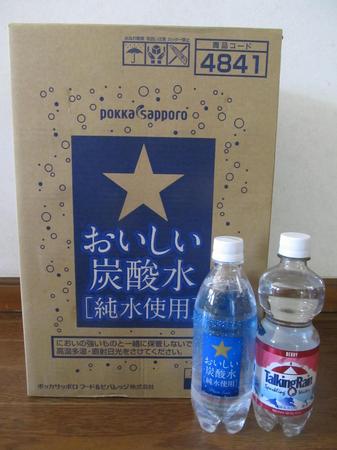 商品コード
4841
pokka sapporo
おいしい
炭酸水
[純水使用]
においの強いものと一緒に保管しないで
高温多湿・直射日光をさけてください。
ポッカサッポロ フード&ビバレッジ株式会社
おいしい
炭酸水
[純水使用]
BERRY
TalkingRain
Sparkling